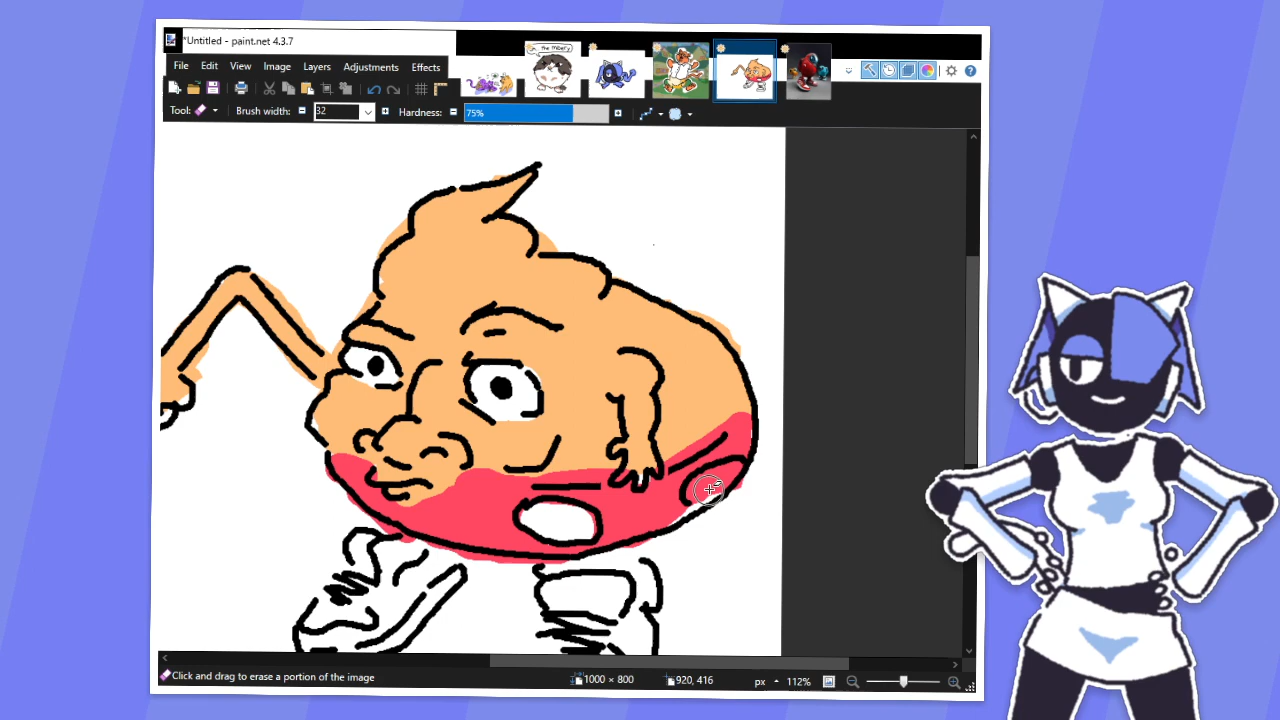 *Untitled - paint.net 4.3.7
File Edit View Image Layers Adjustments Effects
Tool: Brush width: 32 Hardness: 75%
Click and drag to erase a portion of the image 1000 × 800 920, 416 px 112%